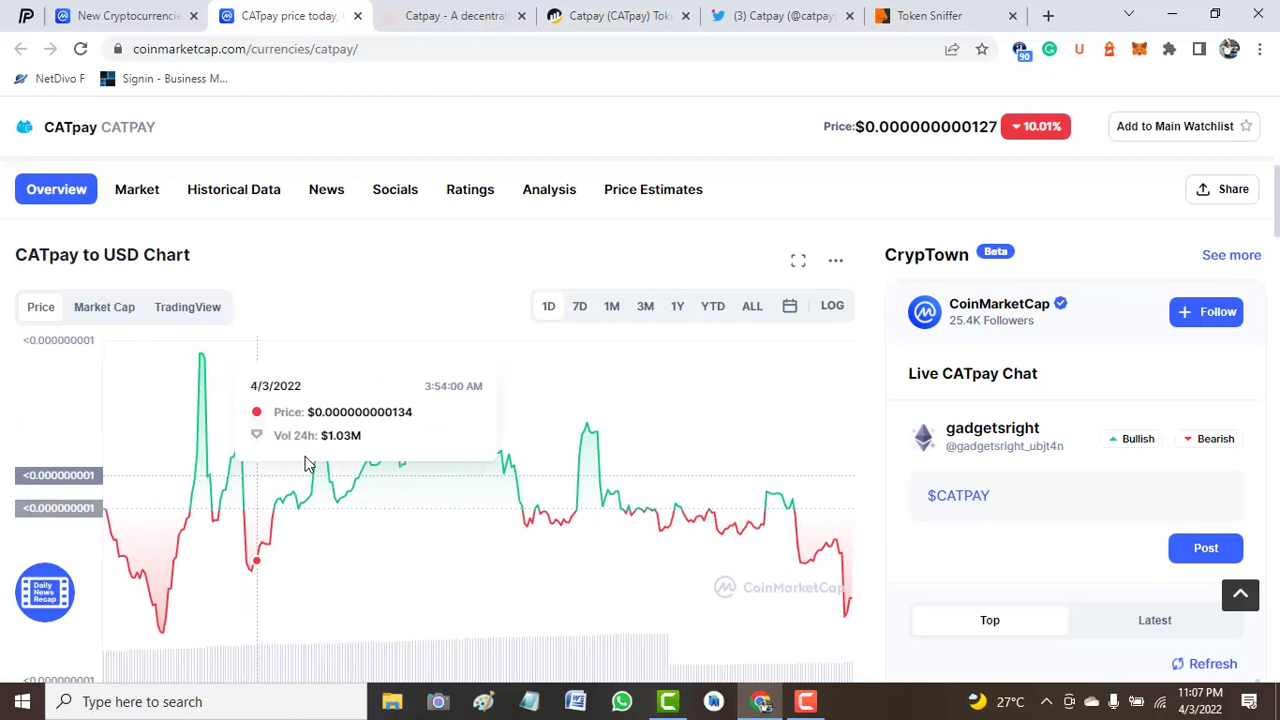 New Cryptocurrencies
CATpay price today,
Catpay - A decentral
Catpay (CATpay) Tok
(3) Catpay (@catpay
Token Sniffer
coinmarketcap.com/currencies/catpay/
90
NetDivo F
Signin - Business M...
CATpay CATPAY
Price:$0.000000000127
10.01%
Add to Main Watchlist
Overview
Market
Historical Data
News
Socials
Ratings
Analysis
Price Estimates
Share
CATpay to USD Chart
CrypTown Beta
See more
Price
Market Cap
TradingView
1D
7D
1M
3M
1Y
YTD
ALL
LOG
CoinMarketCap
25.4K Followers
Follow
<0.000000001
4/3/2022
3:54:00 AM
Price: $0.000000000134
Vol 24h: $1.03M
Live CATpay Chat
gadgetsright
@gadgetsright_ubjt4n
Bullish
Bearish
<0.000000001
<0.000000001
$CATPAY
Post
Daily
News
Recap
CoinMarketCap
Top
Latest
Refresh
<0.000000001
Type here to search
27°C
11:07 PM
4/3/2022